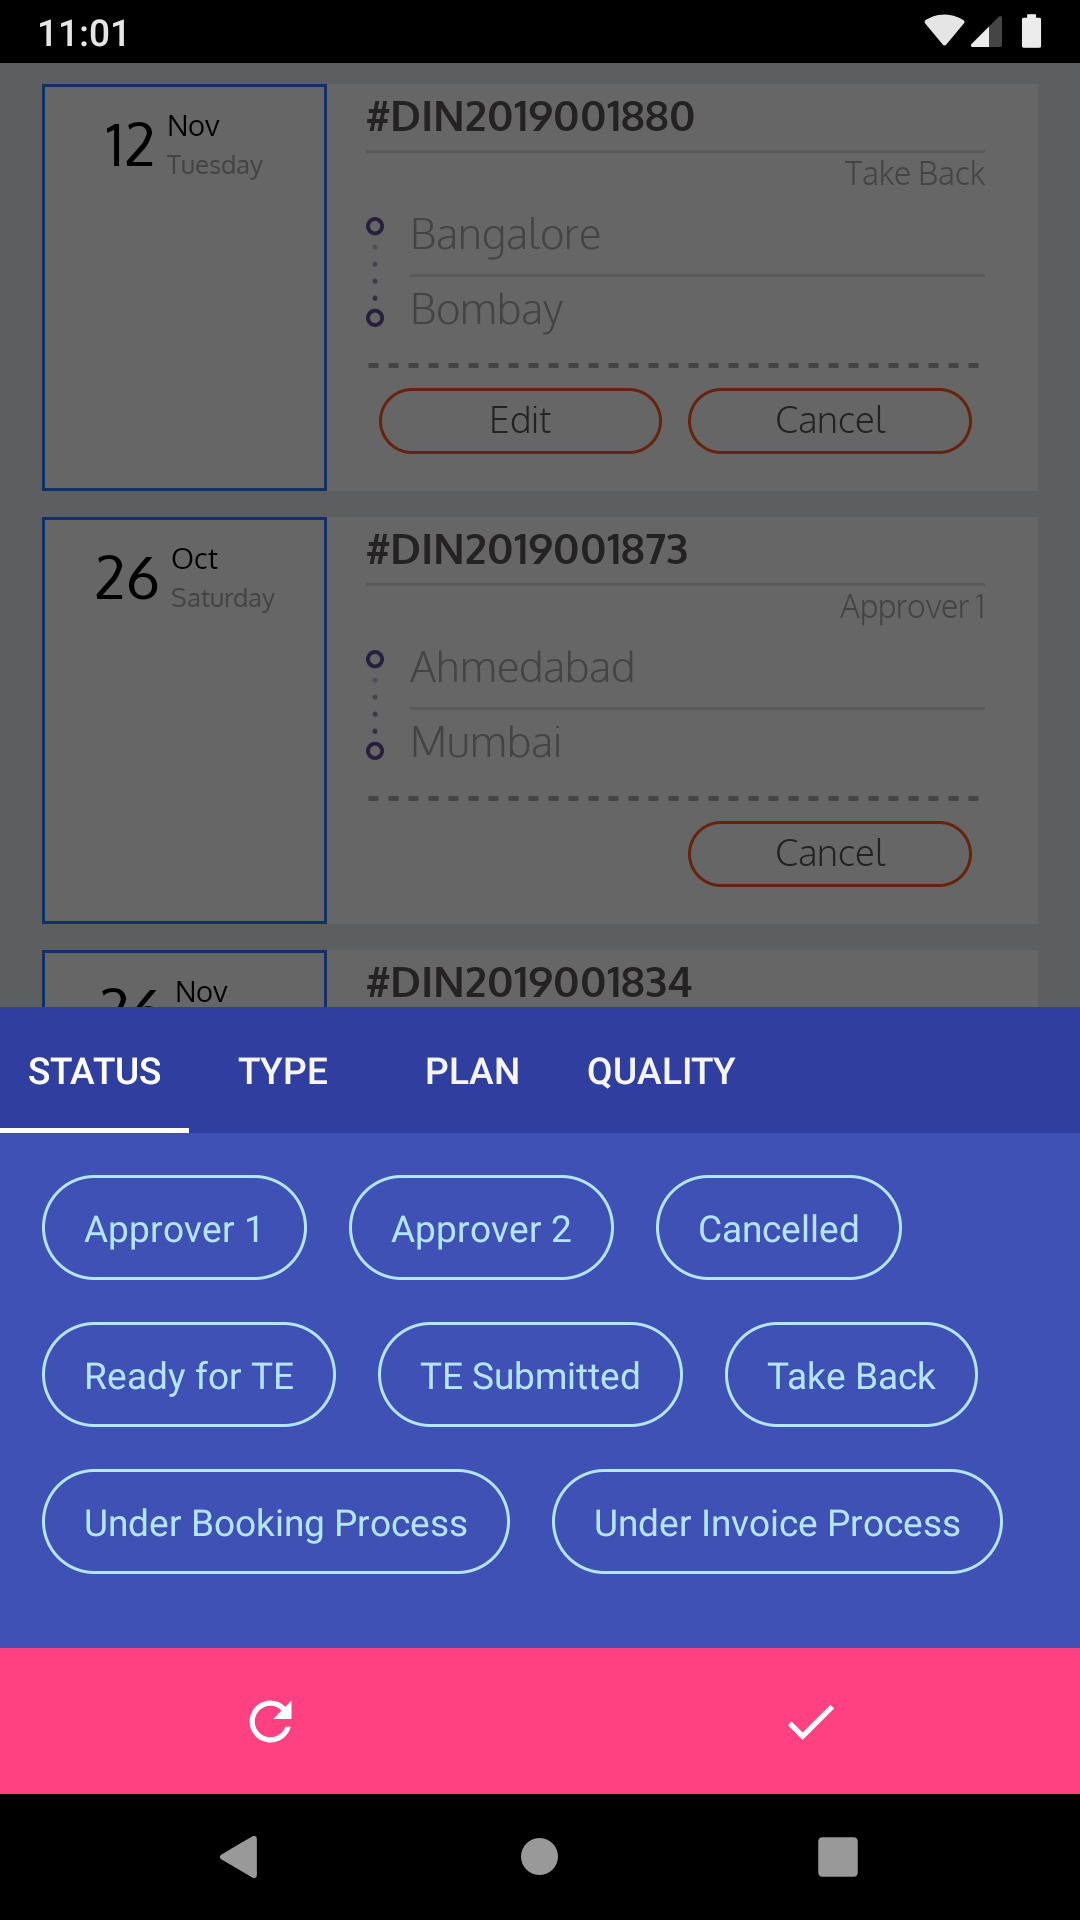 11:01
12 Nov
Tuesday
#DIN2019001880
Take Back
Bangalore
Bombay
Edit Cancel
26 Oct
Saturday
#DIN2019001873
Approver 1
Ahmedabad
Mumbai
Cancel
26 Nov
#DIN2019001834
STATUS TYPE PLAN QUALITY
Approver 1 Approver 2 Cancelled
Ready for TE TE Submitted Take Back
Under Booking Process Under Invoice Process